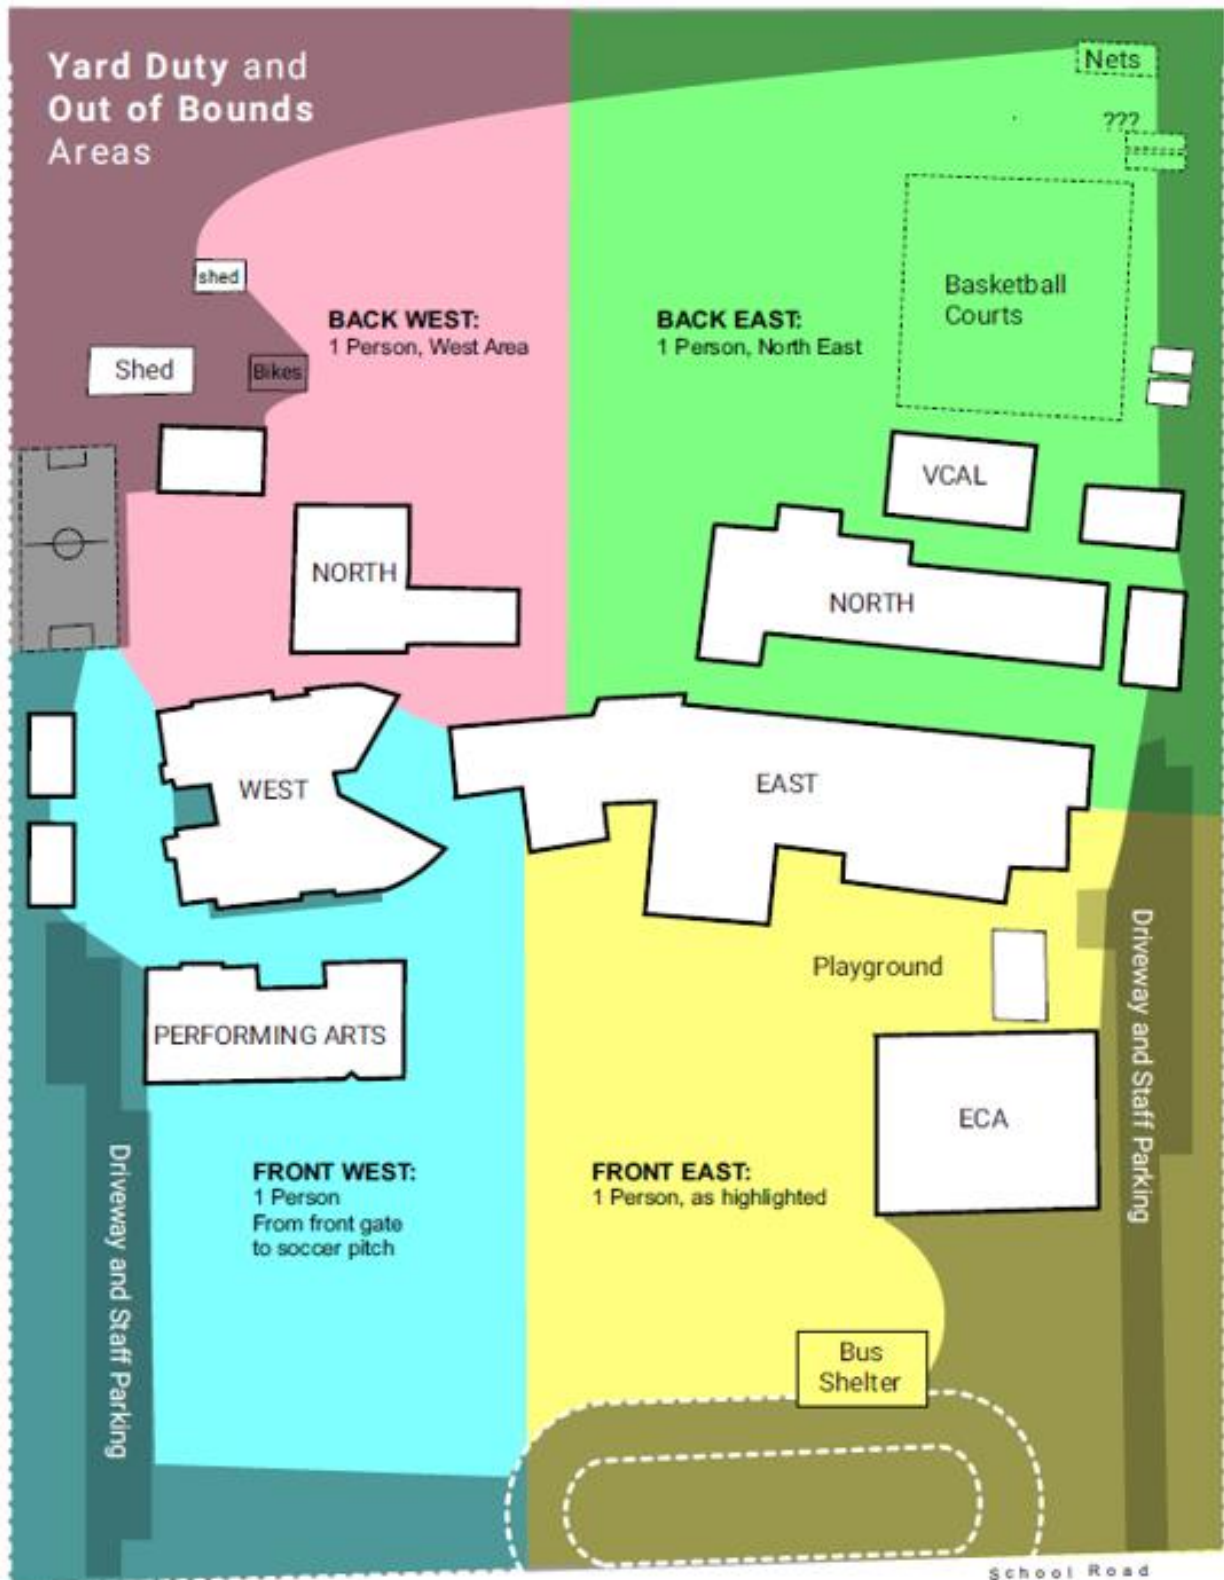 Yard Duty and
Out of Bounds
Areas
Nets
???
shed
Basketball
Courts
BACK WEST:
1 Person, West Area
BACK EAST:
1 Person, North East
Shed
Bikes
VCAL
NORTH
NORTH
WEST
EAST
Playground
Driveway and Staff Parking
PERFORMING ARTS
ECA
Driveway and Staff Parking
FRONT WEST:
1 Person
From front gate
to soccer pitch
FRONT EAST:
1 Person, as highlighted
Bus
Shelter
School Road